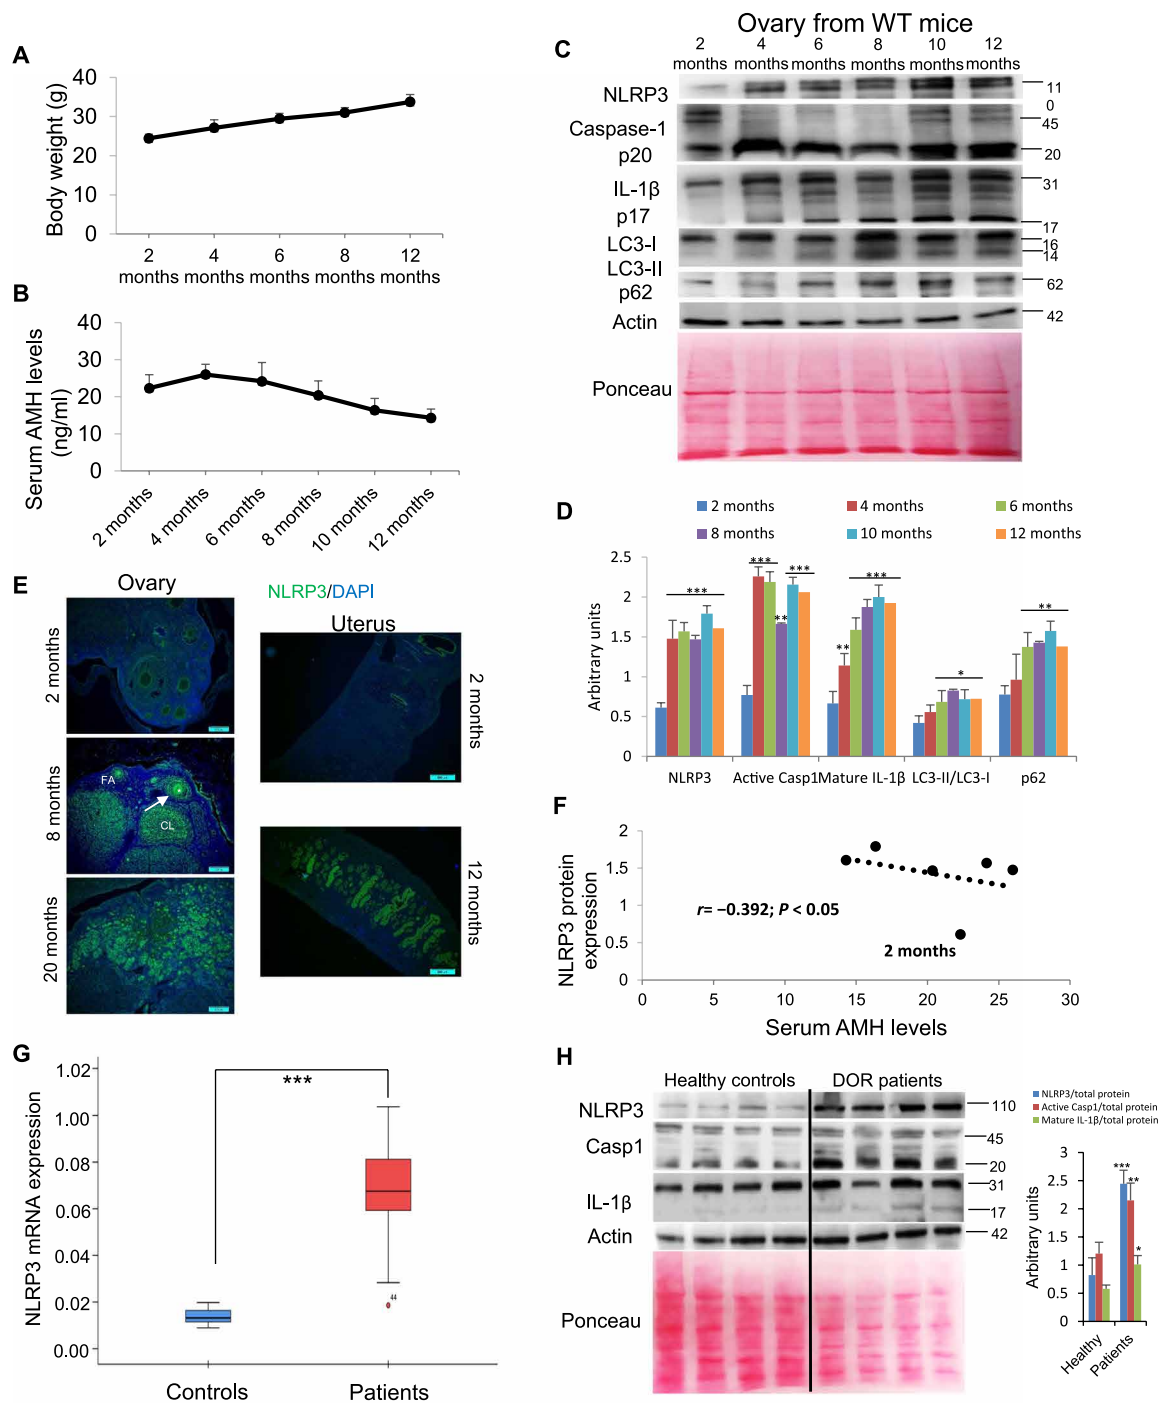 A
Body weight (g)
40
30
20
10
0
2 4 6 8 12
months months months months months
B
Serum AMH levels
(ng/ml)
40
30
20
10
0
2 months
4 months
6 months
8 months
10 months
12 months
C
Ovary from WT mice
2 4 6 8 10 12
months months months months months months
NLRP3
11
0
Caspase-1
45
p20
20
IL-1β
31
p17
17
LC3-I
16
14
LC3-II
p62
62
Actin
42
Ponceau
D
2 months 4 months 6 months
8 months 10 months 12 months
Arbitrary units
2.5
2
1.5
1
0.5
0
***
***
**
***
**
***
*
**
NLRP3 Active Casp1 Mature IL-1β LC3-II/LC3-I p62
E
Ovary
NLRP3/DAPI
Uterus
2 months
8 months
20 months
FA
CL
2 months
12 months
F
NLRP3 protein
expression
2
1.5
1
0.5
0
r= −0.392; P < 0.05
2 months
0 5 10 15 20 25 30
Serum AMH levels
G
NLRP3 mRNA expression
1.02
1.00
0.08
0.06
0.04
0.02
0.00
***
44
Controls Patients
H
Healthy controls DOR patients
NLRP3
110
Casp1
45
20
IL-1β
31
17
Actin
42
Ponceau
NLRP3/total protein
Active Casp1/total protein
Mature IL-1β/total protein
Arbitrary units
3
2.5
2
1.5
1
0.5
0
***
**
*
Healthy
Patients